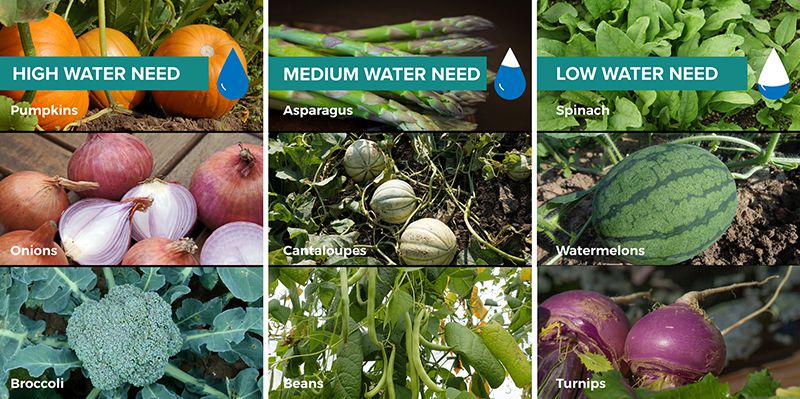 HIGH WATER NEED
Pumpkins
Onions
Broccoli
MEDIUM WATER NEED
Asparagus
Cantaloupes
Beans
LOW WATER NEED
Spinach
Watermelons
Turnips